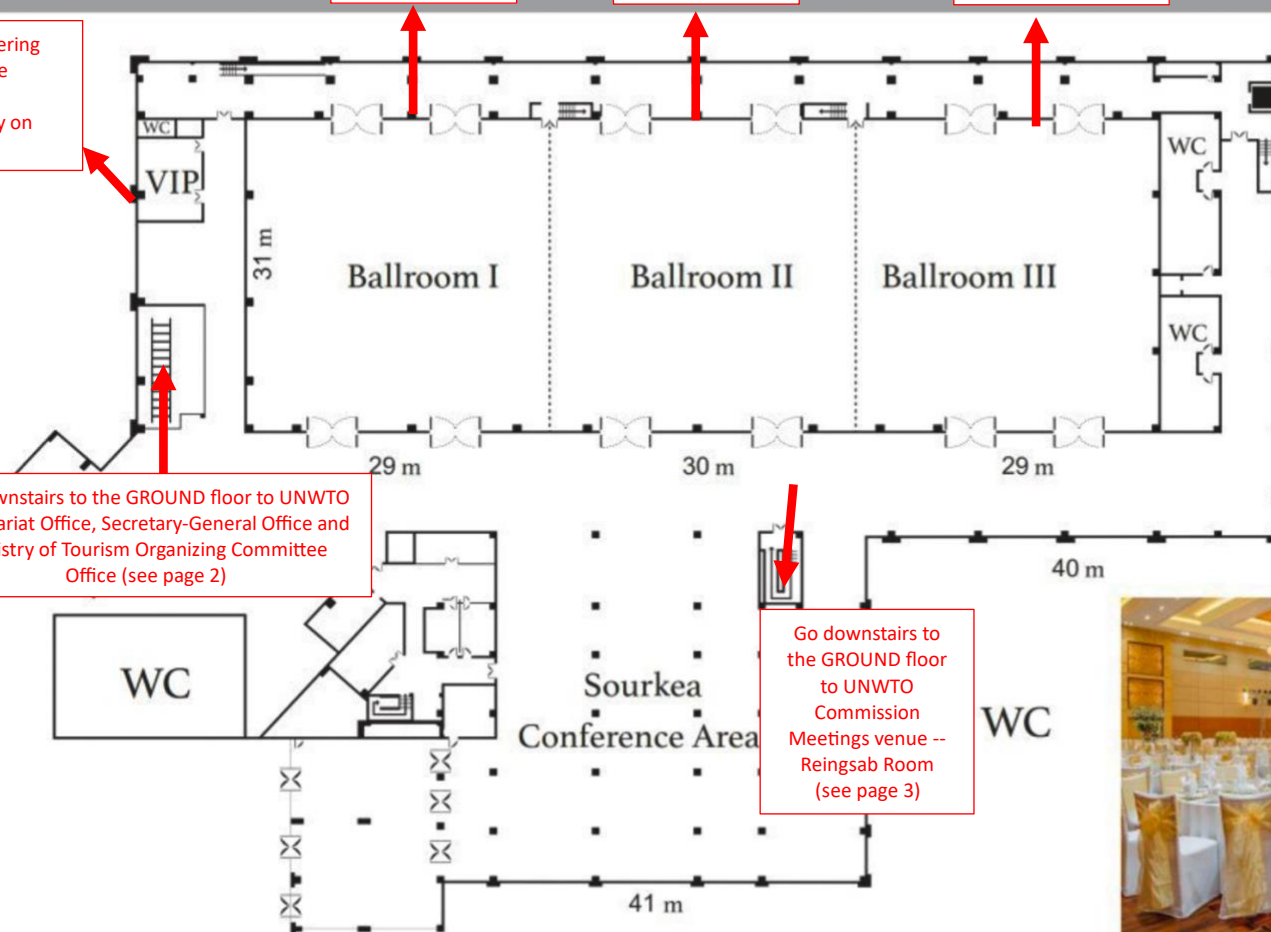 ering
e
y on
WC
VIP
WC
31 m
Ballroom I
Ballroom II
Ballroom III
WC
29 m
30 m
29 m
wnstairs to the GROUND floor to UNWTO
ariat Office, Secretary-General Office and
istry of Tourism Organizing Committee
Office (see page 2)
40 m
Go downstairs to
the GROUND floor
to UNWTO
Commission
Meetings venue --
Reingsab Room
(see page 3)
WC
Sourkea
Conference Area
WC
41 m